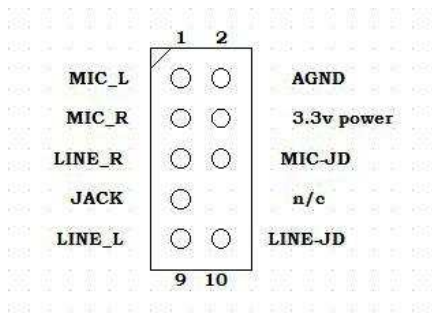 1 2
MIC_L AGND
MIC_R 3.3v power
LINE_R MIC-JD
JACK n/c
LINE_L LINE-JD
9 10